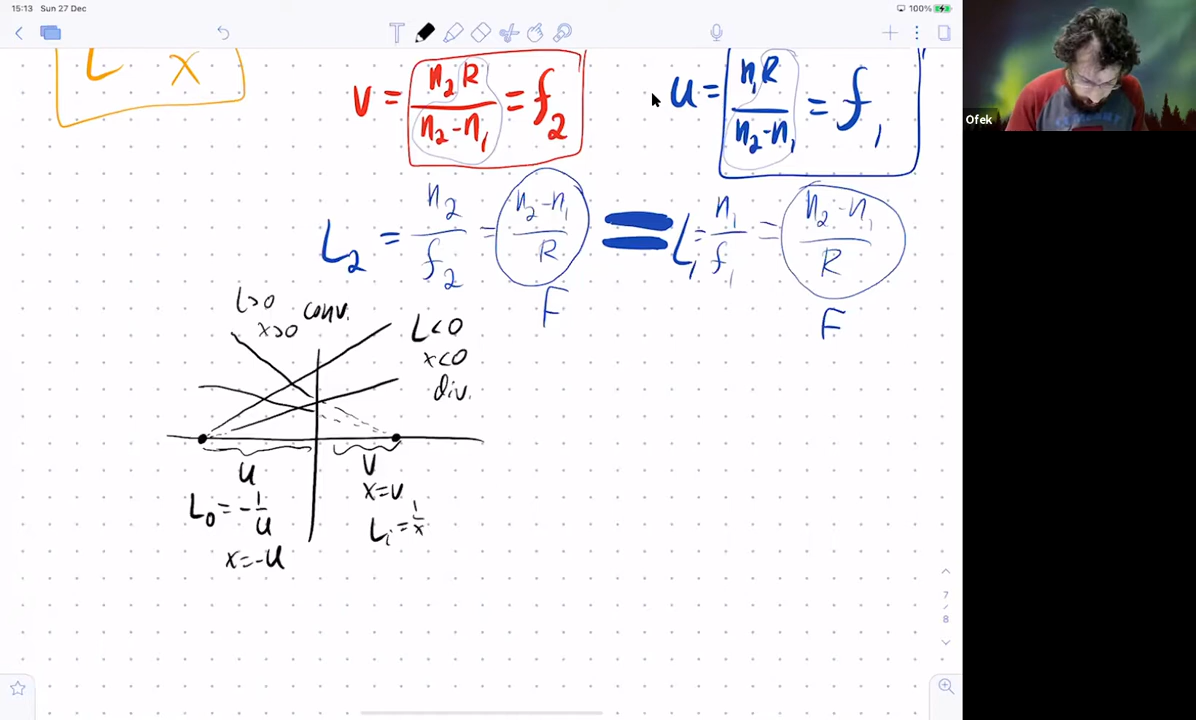 15:13 Sun 27 Dec
100%
L x
v = n₂R / n₂-n₁ = f₂
u = n₁R / n₂-n₁ = f₁
Ofek
L₂ = n₂ / f₂ = n₂-n₁ / R
F
=
L₁ = n₁ / f₁ = n₂-n₁ / R
F
L>0
x>0
conv.
L<0
x<0
div.
u
L₀ = -1/u
x=-u
v
x=v
Lᵢ = 1/x
7
/
8